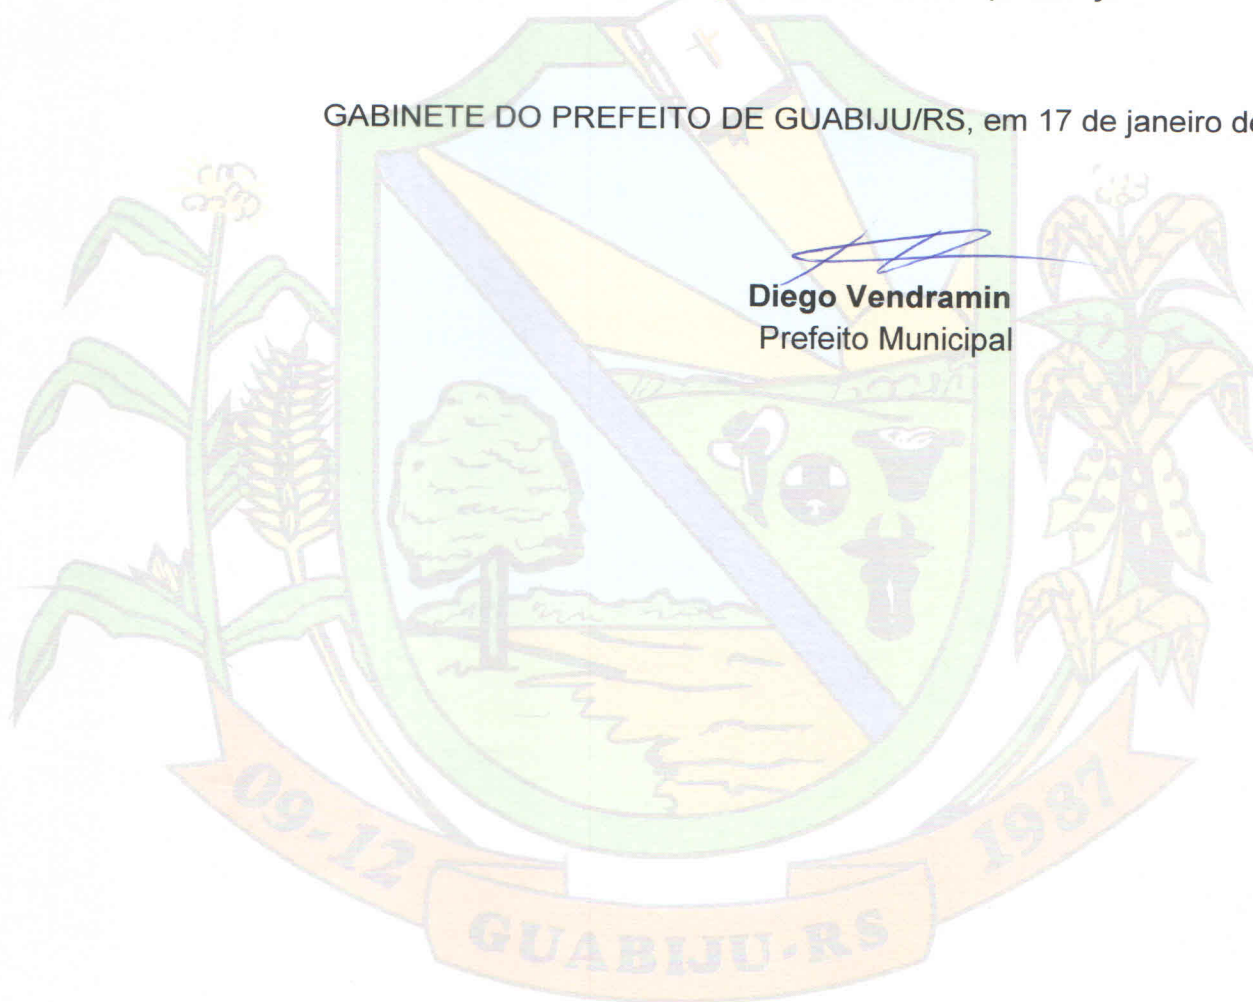 GABINETE DO PREFEITO DE GUABIJU/RS, em 17 de janeiro de
Diego Vendramin
Prefeito Municipal
09-12
1987
GUABIJU-RS